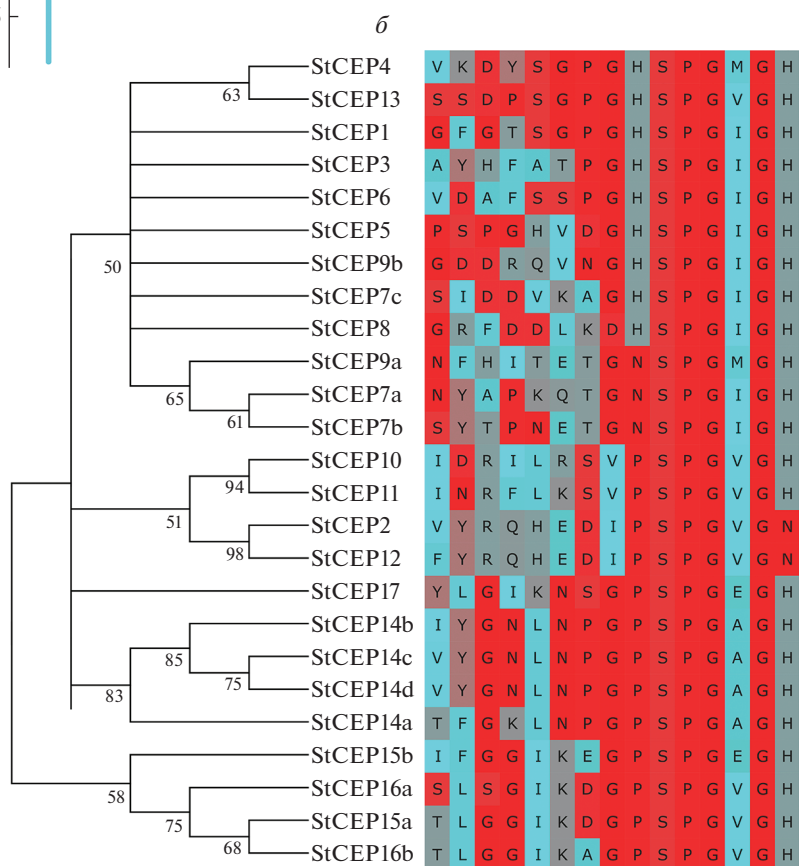 б
StCEP4 V K D Y S G P G H S P G M G H
63
StCEP13 S S D P S G P G H S P G V G H
StCEP1 G F G T S G P G H S P G I G H
StCEP3 A Y H F A T P G H S P G I G H
StCEP6 V D A F S S P G H S P G I G H
StCEP5 P S P G H V D G H S P G I G H
50
StCEP9b G D D R Q V N G H S P G I G H
StCEP7c S I D D V K A G H S P G I G H
StCEP8 G R F D D L K D H S P G I G H
StCEP9a N F H I T E T G N S P G M G H
65
StCEP7a N Y A P K Q T G N S P G I G H
61
StCEP7b S Y T P N E T G N S P G I G H
StCEP10 I D R I L R S V P S P G V G H
94
StCEP11 I N R F L K S V P S P G V G H
51
StCEP2 V Y R Q H E D I P S P G V G N
98
StCEP12 F Y R Q H E D I P S P G V G N
StCEP17 Y L G I K N S G P S P G E G H
StCEP14b I Y G N L N P G P S P G A G H
85
StCEP14c V Y G N L N P G P S P G A G H
75
StCEP14d V Y G N L N P G P S P G A G H
83
StCEP14a T F G K L N P G P S P G A G H
StCEP15b I F G G I K E G P S P G E G H
58
StCEP16a S L S G I K D G P S P G V G H
75
StCEP15a T L G G I K D G P S P G V G H
68
StCEP16b T L G G I K A G P S P G V G H